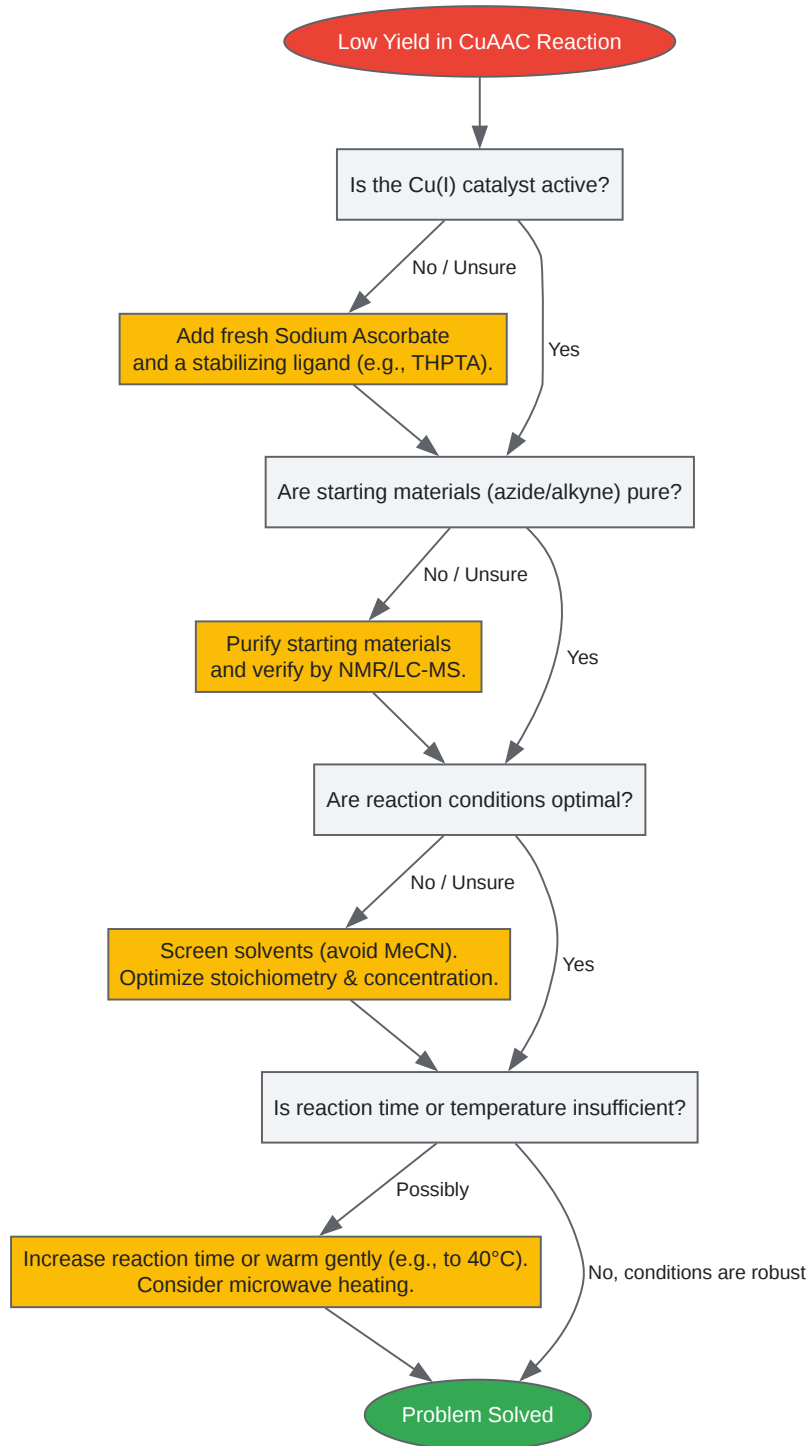 Low Yield in CuAAC Reaction
Is the Cu(I) catalyst active?
No / Unsure
Add fresh Sodium Ascorbate
and a stabilizing ligand (e.g., THPTA).
Yes
Are starting materials (azide/alkyne) pure?
No / Unsure
Purify starting materials
and verify by NMR/LC-MS.
Yes
Are reaction conditions optimal?
No / Unsure
Screen solvents (avoid MeCN).
Optimize stoichiometry & concentration.
Yes
Is reaction time or temperature insufficient?
Possibly
Increase reaction time or warm gently (e.g., to 40°C).
Consider microwave heating.
No, conditions are robust
Problem Solved